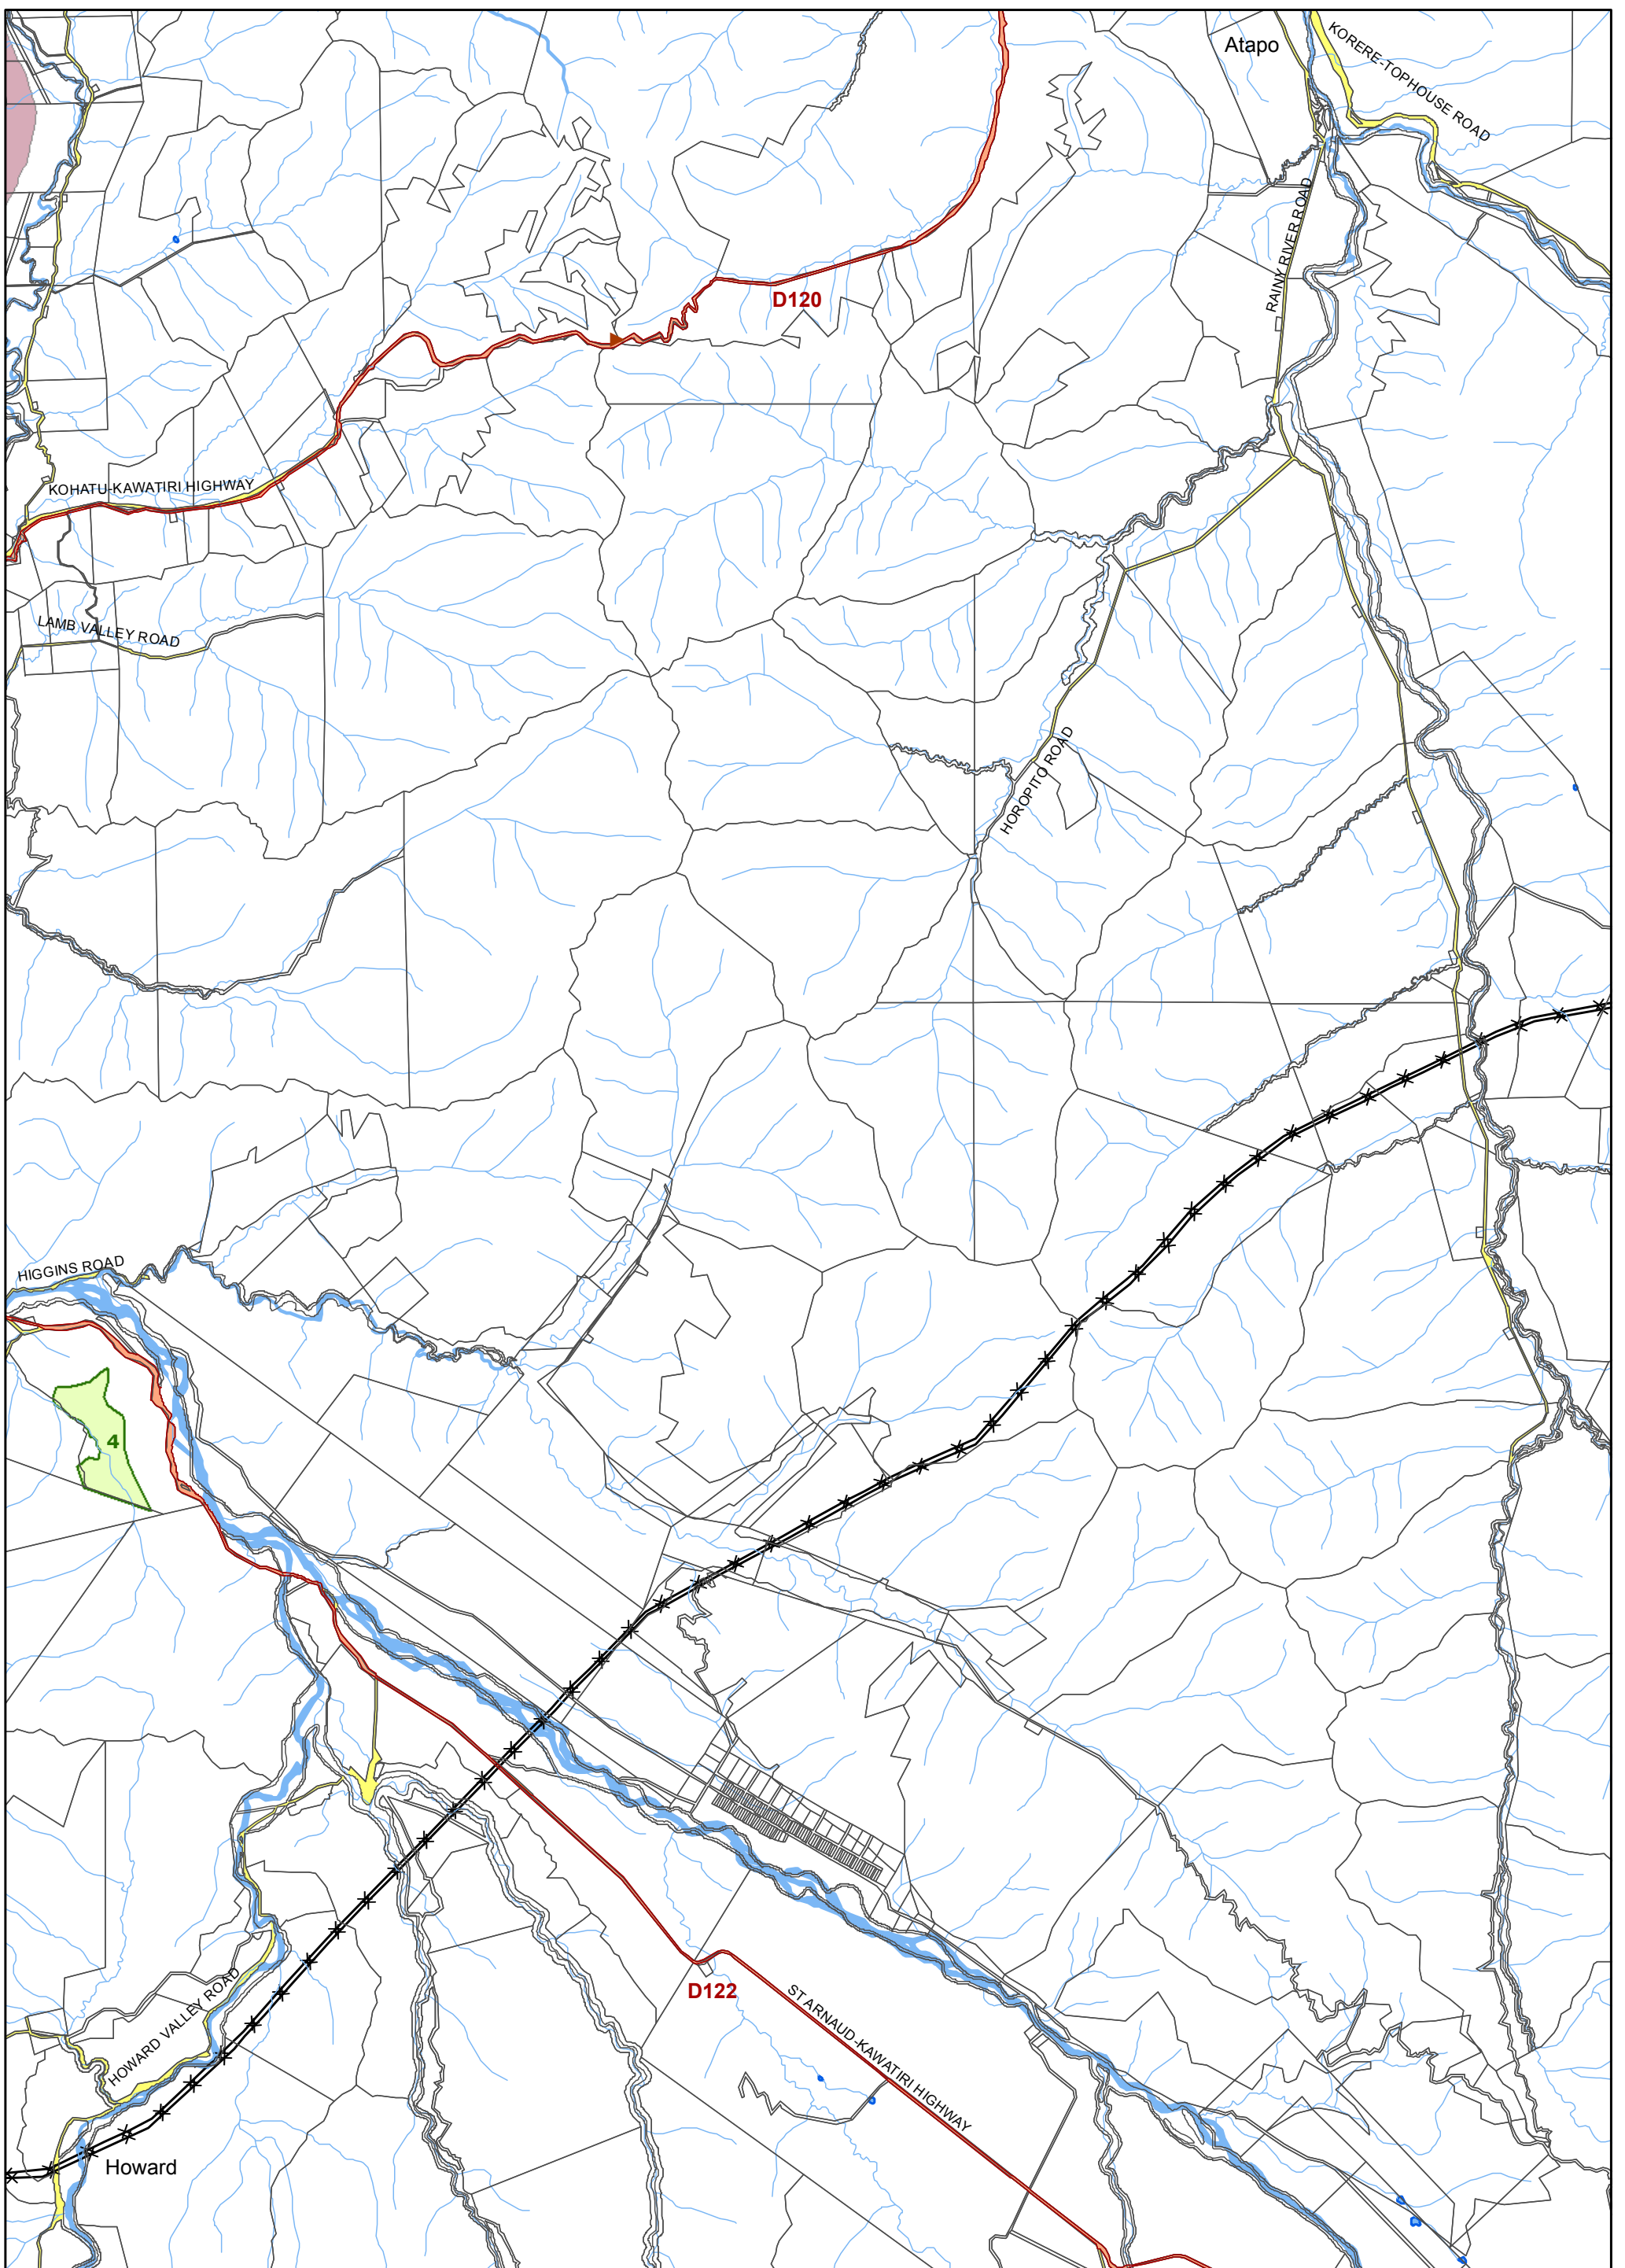 Atapo
KORERE-TOPHOUSE ROAD
RAINY RIVER ROAD
D120
KOHATU-KAWATIRI HIGHWAY
LAMB VALLEY ROAD
HOROPITO ROAD
HIGGINS ROAD
4
HOWARD VALLEY ROAD
D122
ST ARNAUD-KAWATIRI HIGHWAY
Howard